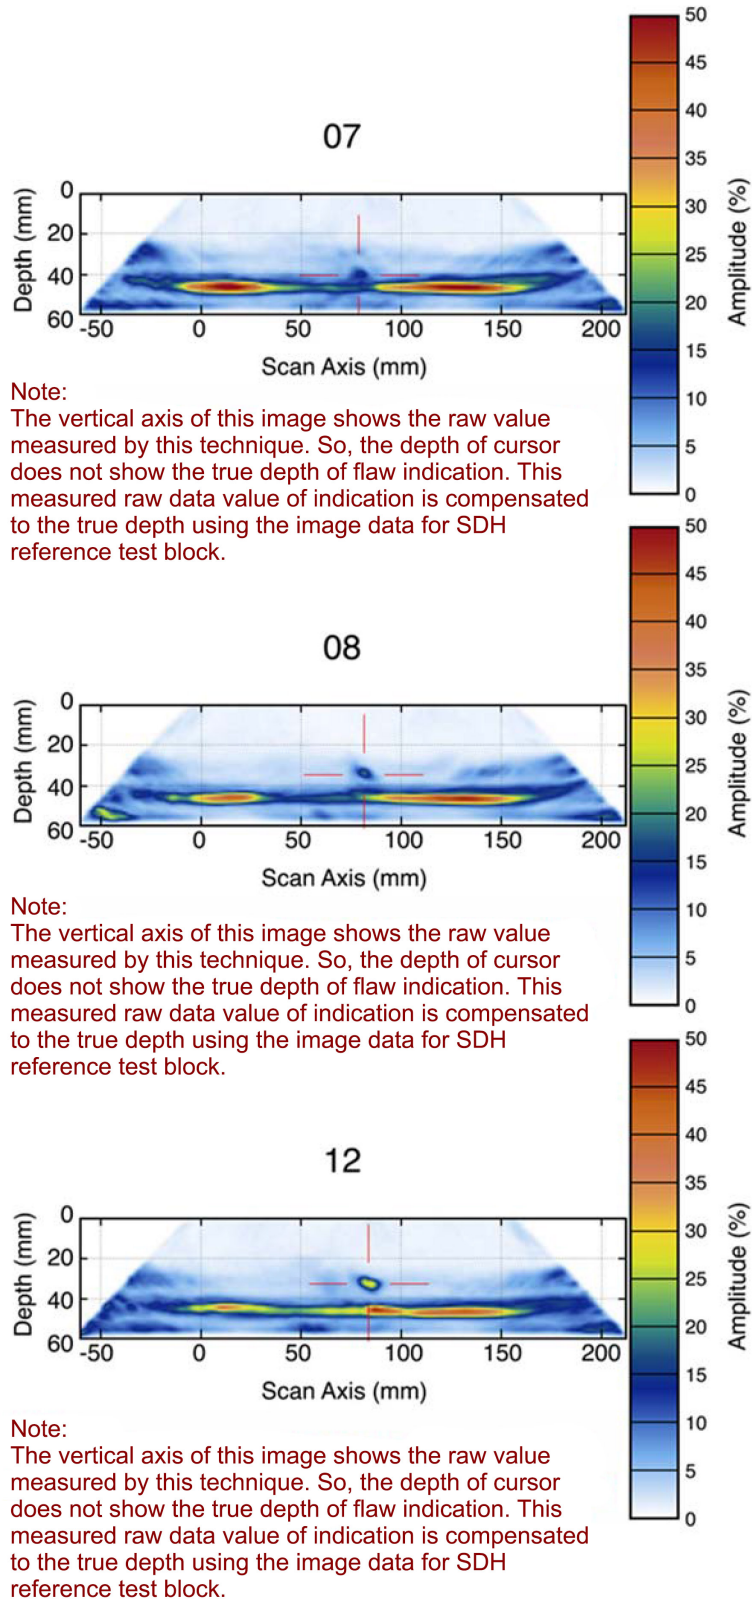 07
50
45
40
35
30
25
20
15
10
5
0
Amplitude (%)
0
20
40
60
Depth (mm)
-50 0 50 100 150 200
Scan Axis (mm)
Note:
The vertical axis of this image shows the raw value
measured by this technique. So, the depth of cursor
does not show the true depth of flaw indication. This
measured raw data value of indication is compensated
to the true depth using the image data for SDH
reference test block.
08
50
45
40
35
30
25
20
15
10
5
0
Amplitude (%)
0
20
40
60
Depth (mm)
-50 0 50 100 150 200
Scan Axis (mm)
Note:
The vertical axis of this image shows the raw value
measured by this technique. So, the depth of cursor
does not show the true depth of flaw indication. This
measured raw data value of indication is compensated
to the true depth using the image data for SDH
reference test block.
12
50
45
40
35
30
25
20
15
10
5
0
Amplitude (%)
0
20
40
60
Depth (mm)
-50 0 50 100 150 200
Scan Axis (mm)
Note:
The vertical axis of this image shows the raw value
measured by this technique. So, the depth of cursor
does not show the true depth of flaw indication. This
measured raw data value of indication is compensated
to the true depth using the image data for SDH
reference test block.